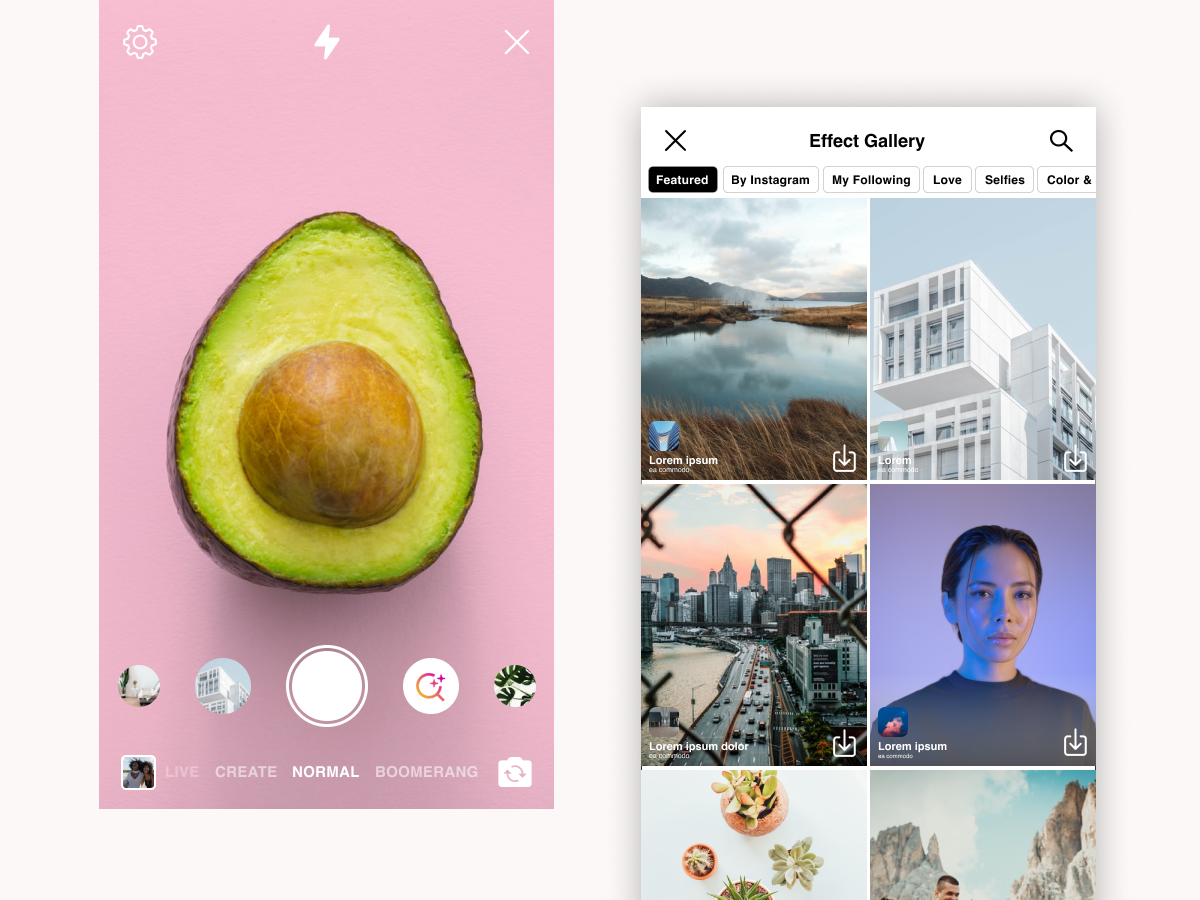 LIVE CREATE NORMAL BOOMERANG
Effect Gallery
Featured By Instagram My Following Love Selfies Color &
Lorem ipsum
ea commodo
Lorem
ea commodo
Lorem ipsum dolor
ea commodo
Lorem ipsum
ea commodo